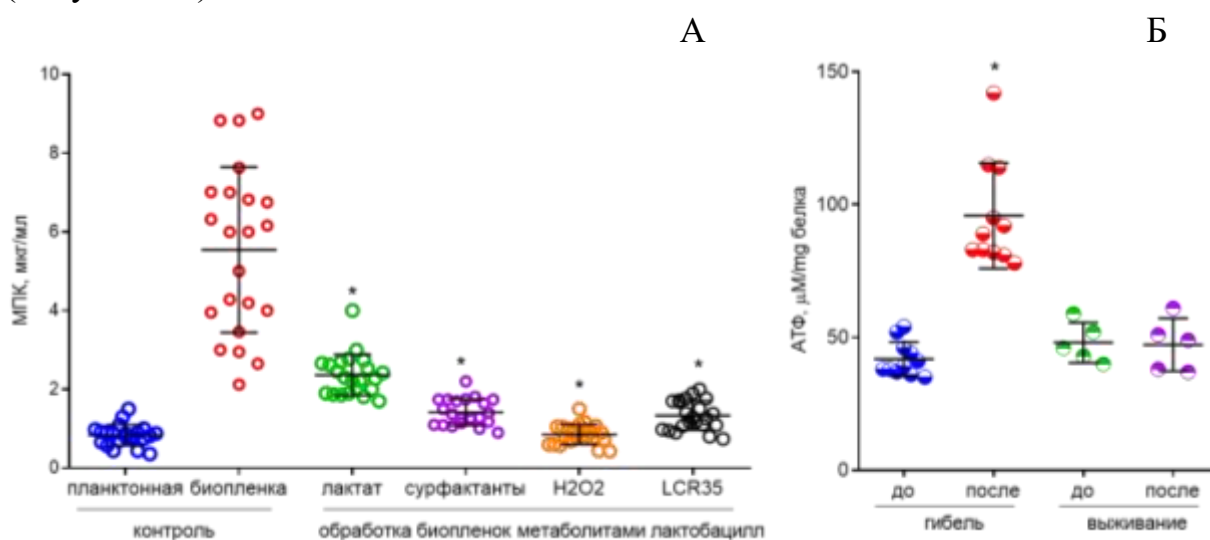 А Б
10
8
6
4
2
0
МПК, мкг/мл
* * * *
планктонная биопленка лактат сурфактанты H2O2 LCR35
контроль обработка биопленок метаболитами лактобацилл
150
100
50
0
АТФ, μM/mg белка
*
до после до после
гибель выживание